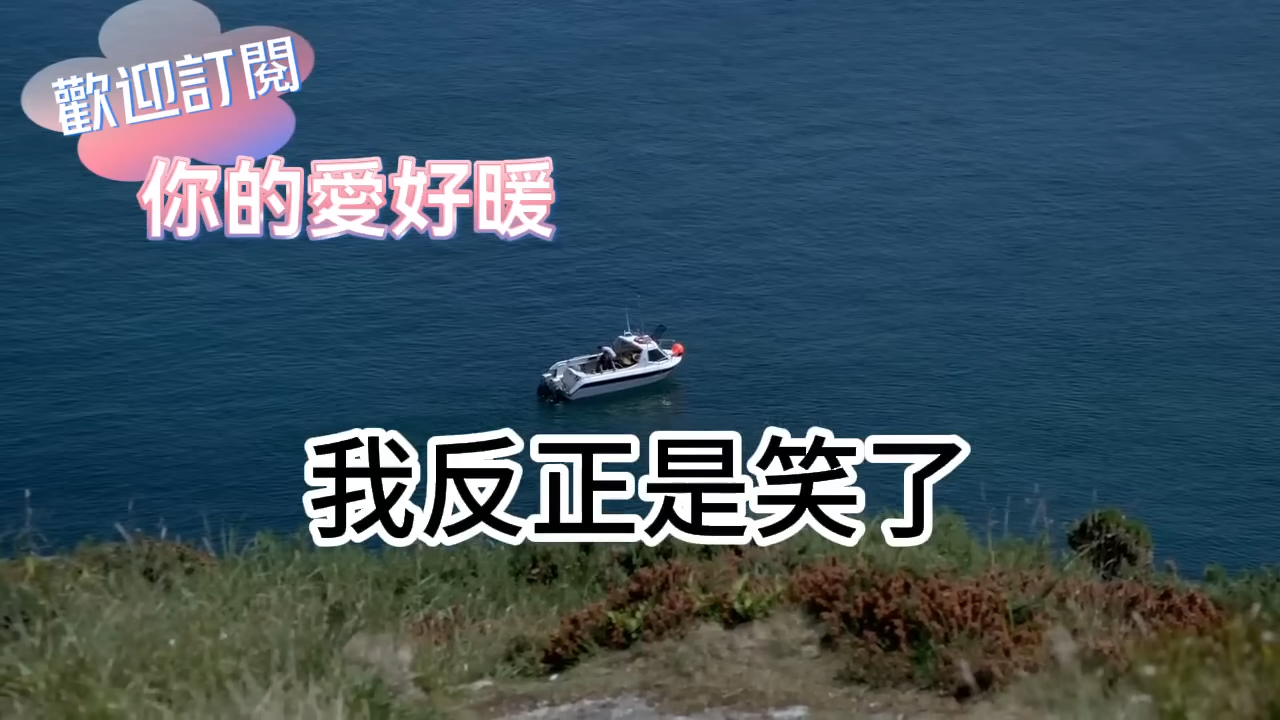 歡迎訂閱
你的愛好暖
我反正是笑了